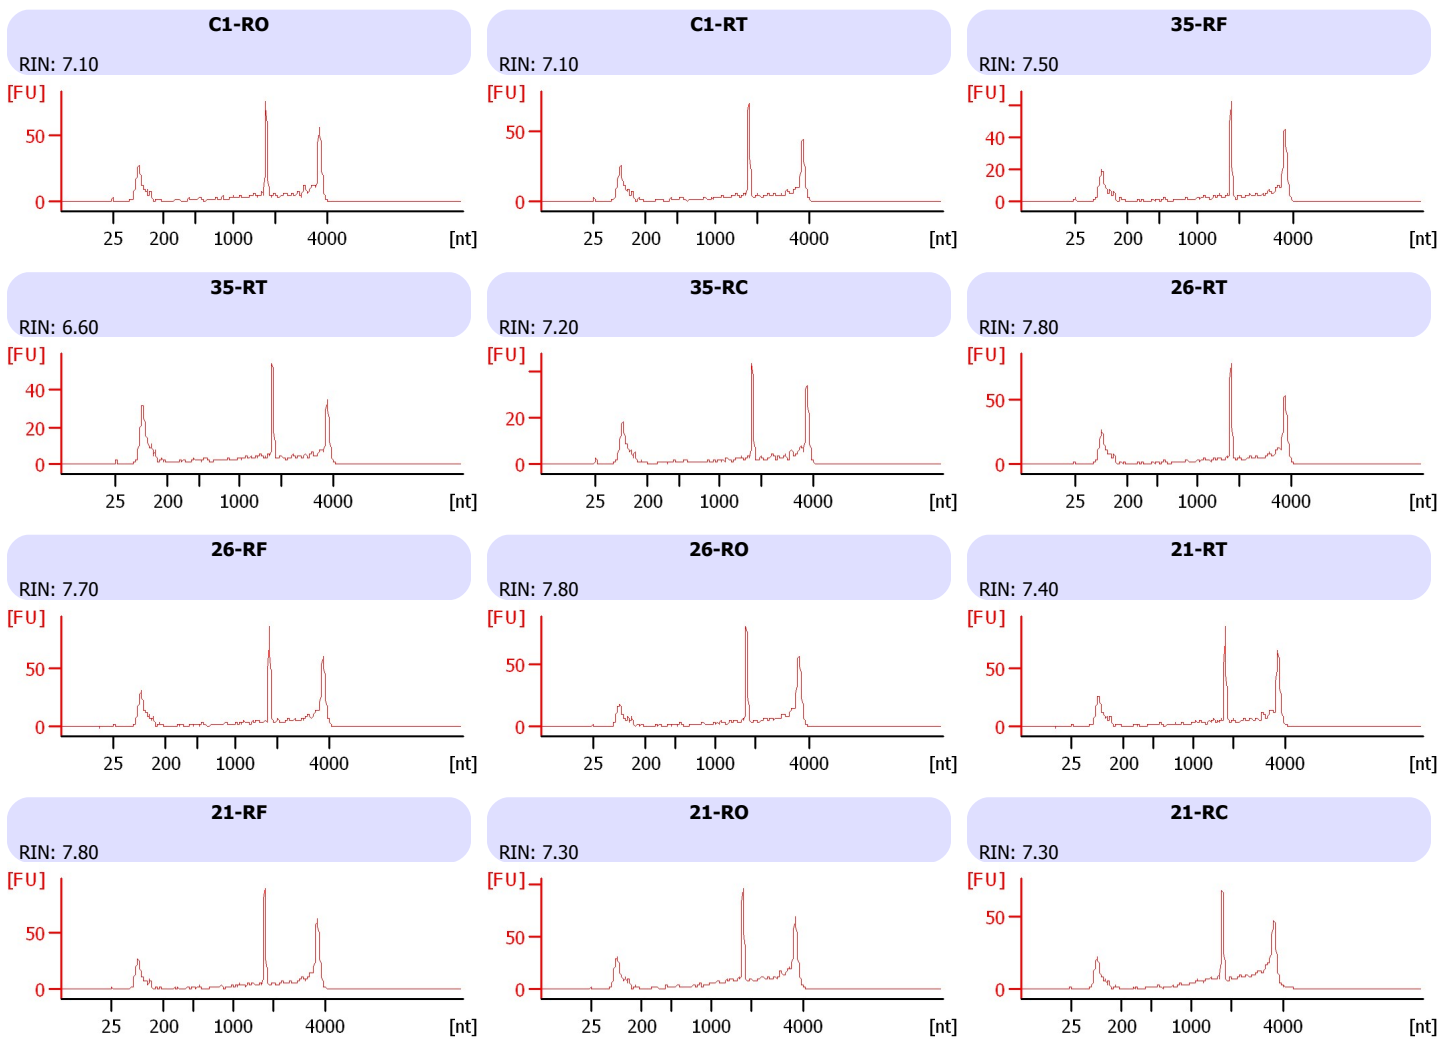 C1-RO
RIN: 7.10
[FU]
50
0
25 200 1000 4000 [nt]
C1-RT
RIN: 7.10
[FU]
50
0
25 200 1000 4000 [nt]
35-RF
RIN: 7.50
[FU]
40
20
0
25 200 1000 4000 [nt]
35-RT
RIN: 6.60
[FU]
40
20
0
25 200 1000 4000 [nt]
35-RC
RIN: 7.20
[FU]
20
0
25 200 1000 4000 [nt]
26-RT
RIN: 7.80
[FU]
50
0
25 200 1000 4000 [nt]
26-RF
RIN: 7.70
[FU]
50
0
25 200 1000 4000 [nt]
26-RO
RIN: 7.80
[FU]
50
0
25 200 1000 4000 [nt]
21-RT
RIN: 7.40
[FU]
50
0
25 200 1000 4000 [nt]
21-RF
RIN: 7.80
[FU]
50
0
25 200 1000 4000 [nt]
21-RO
RIN: 7.30
[FU]
50
0
25 200 1000 4000 [nt]
21-RC
RIN: 7.30
[FU]
50
0
25 200 1000 4000 [nt]